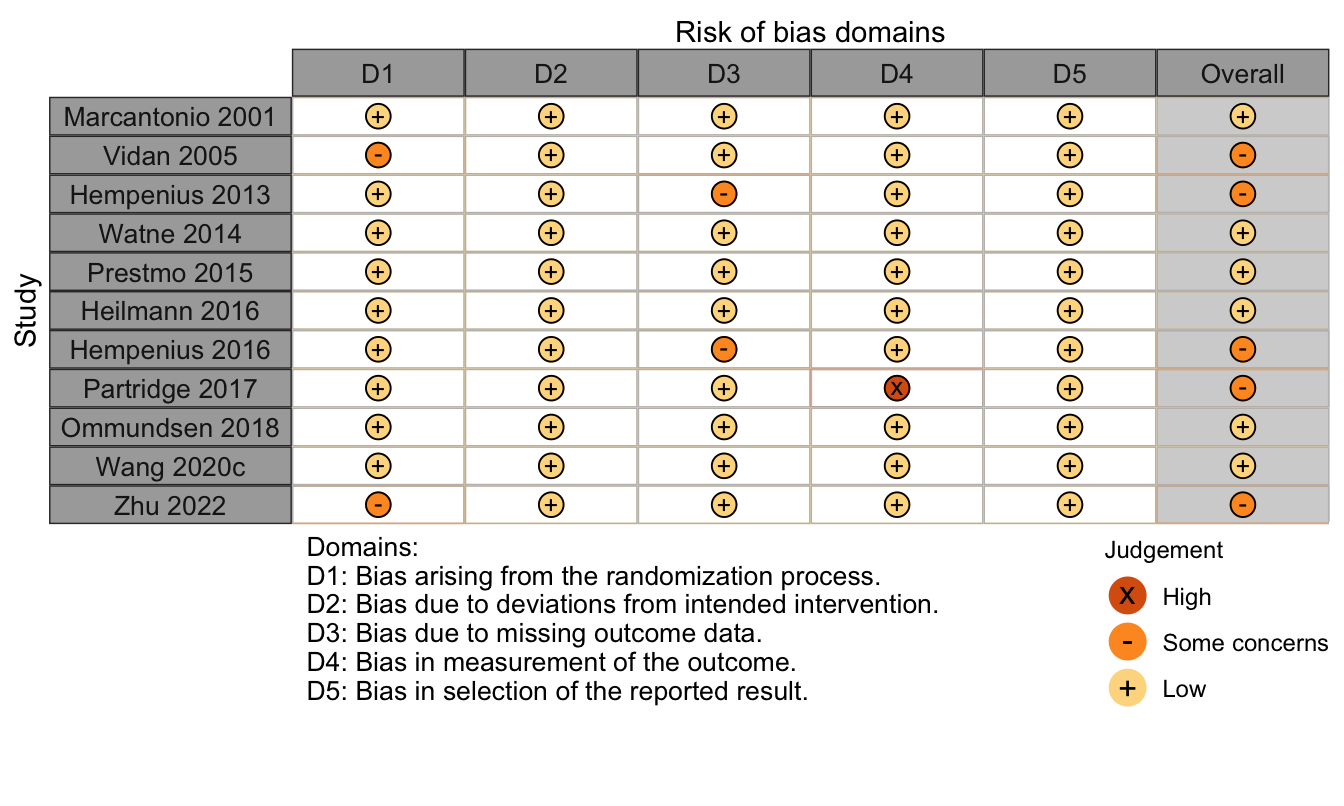 Risk of bias domains
D1 D2 D3 D4 D5 Overall
Study
Marcantonio 2001 + + + + + +
Vidan 2005 - + + + + -
Hempenius 2013 + + - + + -
Watne 2014 + + + + + +
Prestmo 2015 + + + + + +
Heilmann 2016 + + + + + +
Hempenius 2016 + + - + + -
Partridge 2017 + + + X + -
Ommundsen 2018 + + + + + +
Wang 2020c + + + + + +
Zhu 2022 - + + + + -
Domains:
D1: Bias arising from the randomization process.
D2: Bias due to deviations from intended intervention.
D3: Bias due to missing outcome data.
D4: Bias in measurement of the outcome.
D5: Bias in selection of the reported result.
Judgement
X High
- Some concerns
+ Low